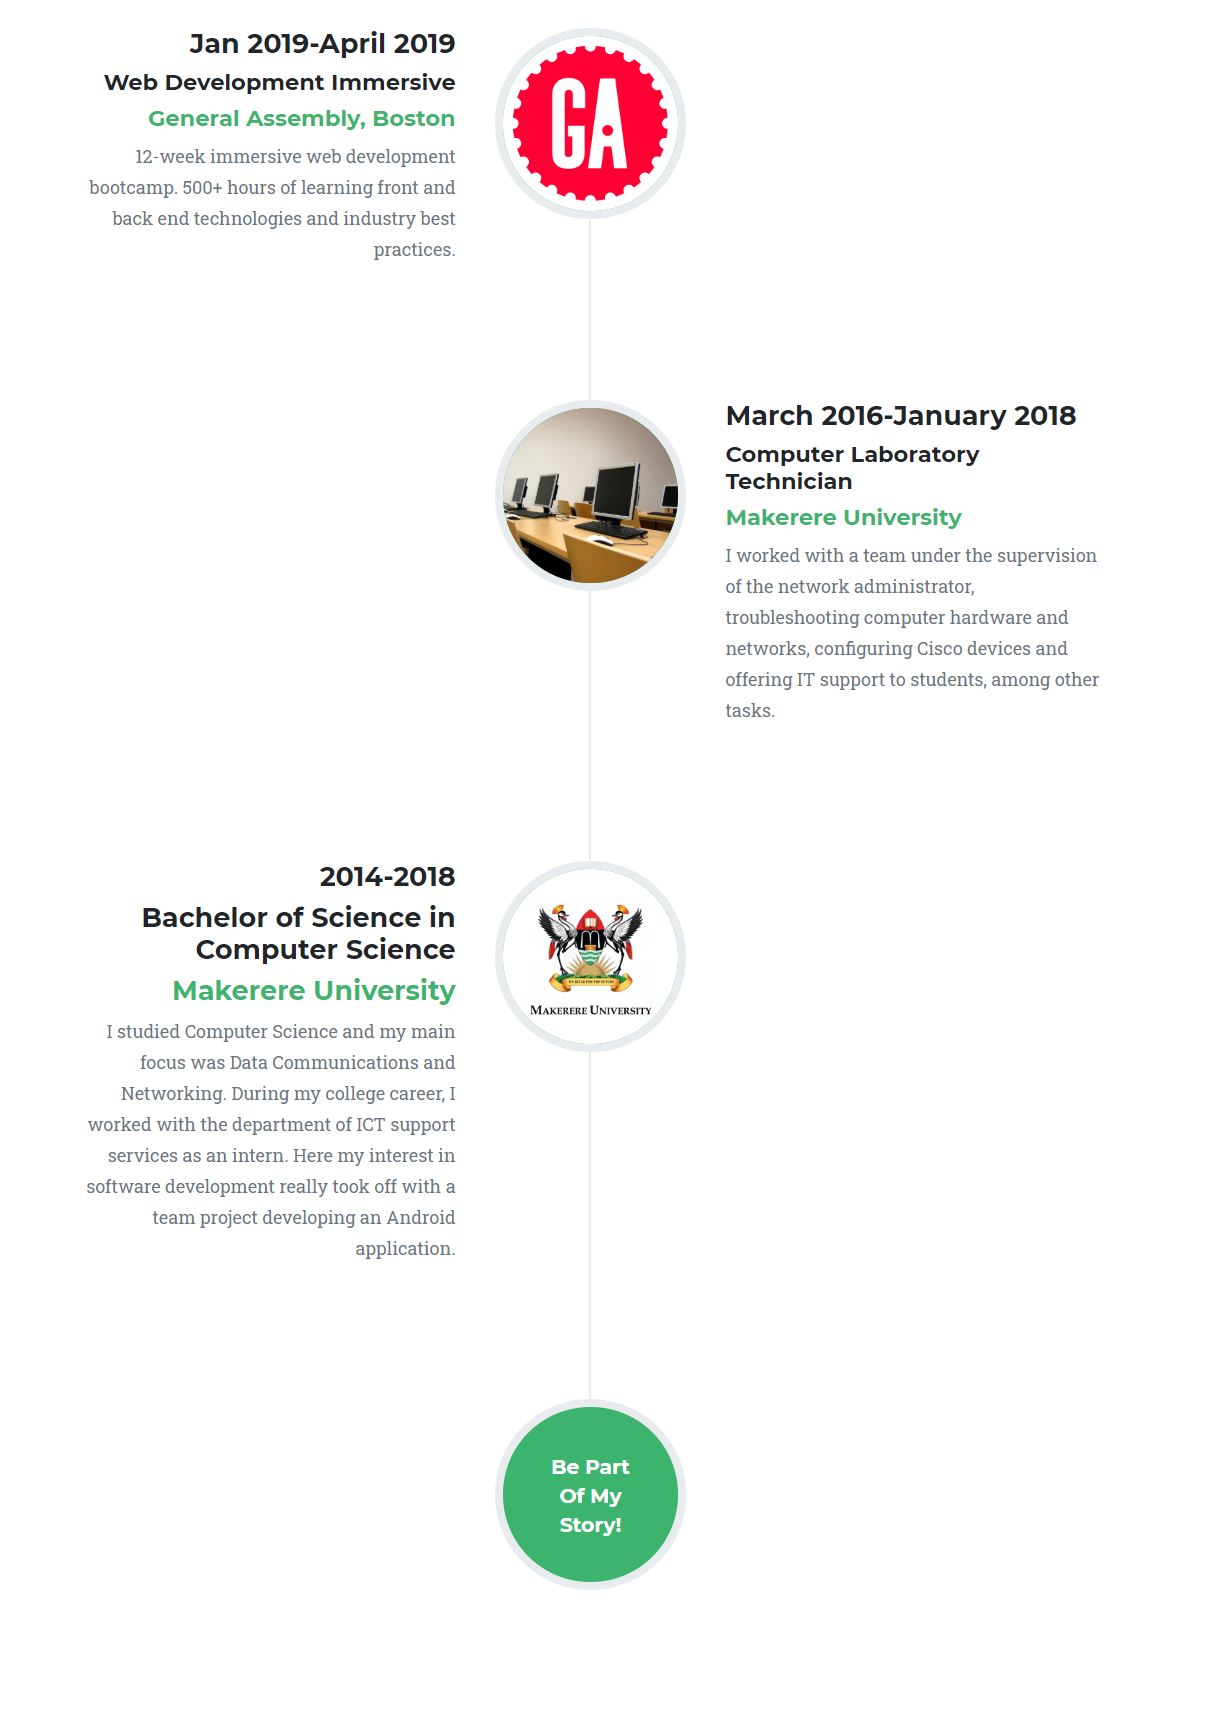 Jan 2019-April 2019
Web Development Immersive
General Assembly, Boston
12-week immersive web development
bootcamp. 500+ hours of learning front and
back end technologies and industry best
practices.
GA
March 2016-January 2018
Computer Laboratory
Technician
Makerere University
I worked with a team under the supervision
of the network administrator,
troubleshooting computer hardware and
networks, configuring Cisco devices and
offering IT support to students, among other
tasks.
2014-2018
Bachelor of Science in
Computer Science
Makerere University
I studied Computer Science and my main
focus was Data Communications and
Networking. During my college career, I
worked with the department of ICT support
services as an intern. Here my interest in
software development really took off with a
team project developing an Android
application.
WE BUILD FOR THE FUTURE
Makerere University
Be Part
Of My
Story!